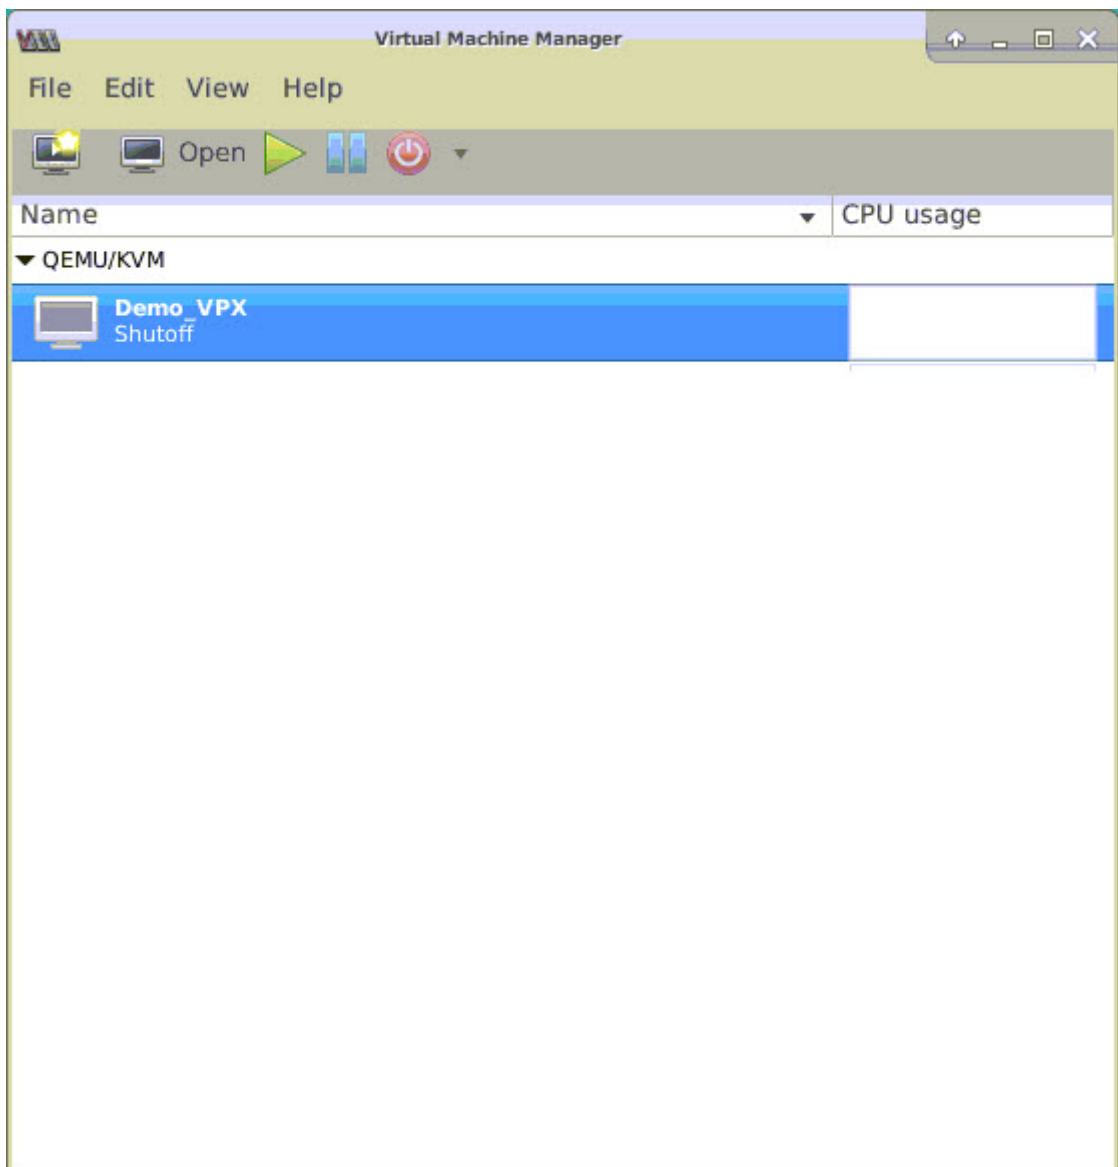 Virtual Machine Manager
File Edit View Help
Open
Name CPU usage
QEMU/KVM
Demo_VPX
Shutoff